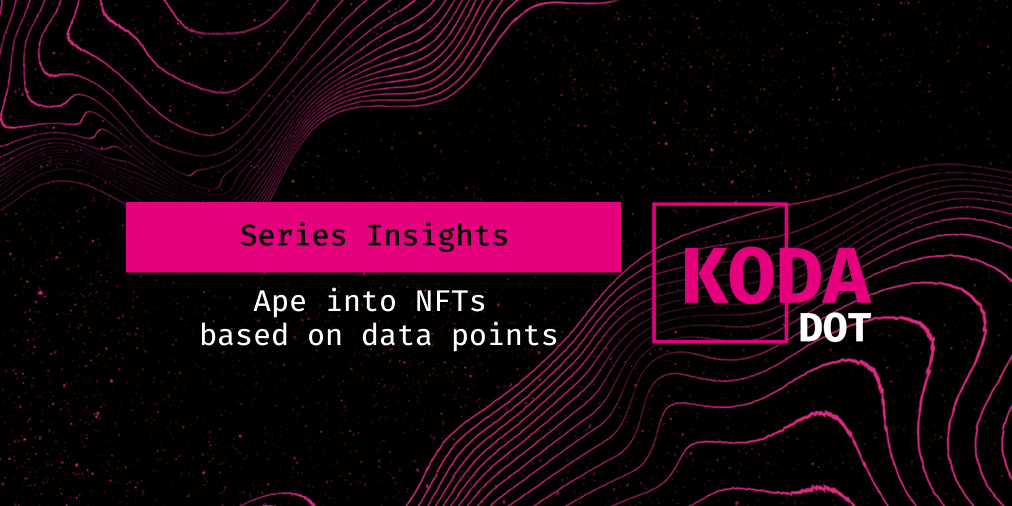 Series Insights
Ape into NFTs
based on data points
KODA
DOT